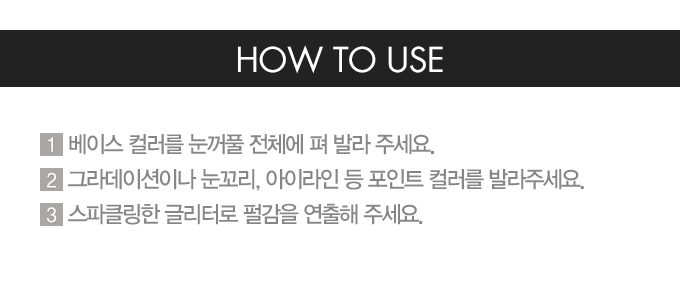 HOW TO USE
1 베이스 컬러를 눈꺼풀 전체에 펴 발라 주세요.
2 그라데이션이나 눈꼬리, 아이라인 등 포인트 컬러를 발라주세요.
3 스파클링한 글리터로 펄감을 연출해 주세요.